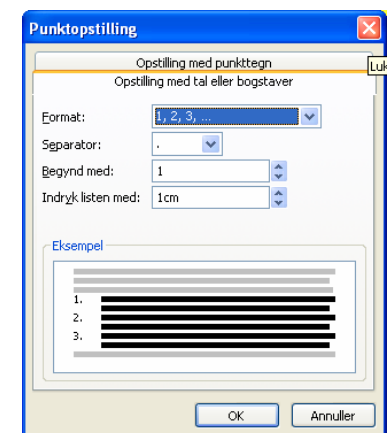 Punktopstilling
Opstilling med punkttegn
Luk
Opstilling med tal eller bogstaver
Format: 1, 2, 3, ...
Separator: .
Begynd med: 1
Indryk listen med: 1cm
Eksempel
1.
2.
3.
OK Annuller